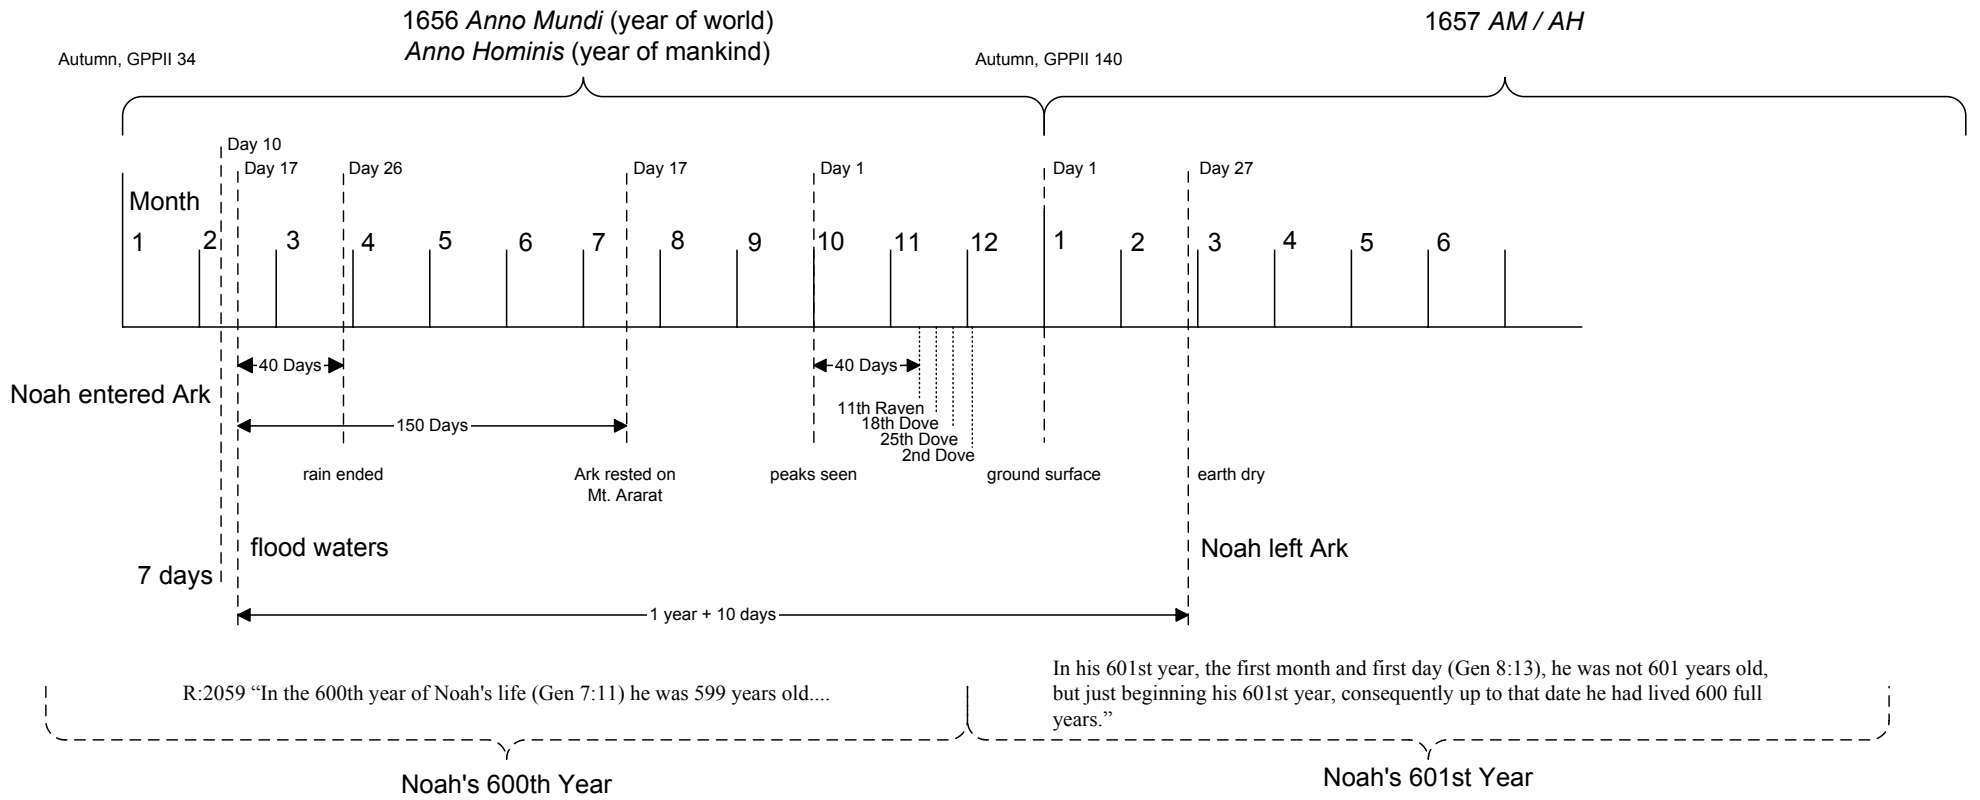 1656 Anno Mundi (year of world)
Anno Hominis (year of mankind)
1657 AM / AH
Autumn, GPPII 34
Autumn, GPPII 140
Day 10
Day 17
Day 26
Day 17
Day 1
Day 1
Day 27
Month
1 2 3 4 5 6 7 8 9 10 11 12 1 2 3 4 5 6
40 Days
40 Days
Noah entered Ark
11th Raven
18th Dove
25th Dove
2nd Dove
150 Days
rain ended
Ark rested on
Mt. Ararat
peaks seen
ground surface
earth dry
flood waters
Noah left Ark
7 days
1 year + 10 days
R:2059 “In the 600th year of Noah's life (Gen 7:11) he was 599 years old....
In his 601st year, the first month and first day (Gen 8:13), he was not 601 years old,
but just beginning his 601st year, consequently up to that date he had lived 600 full
years.”
Noah's 600th Year
Noah's 601st Year